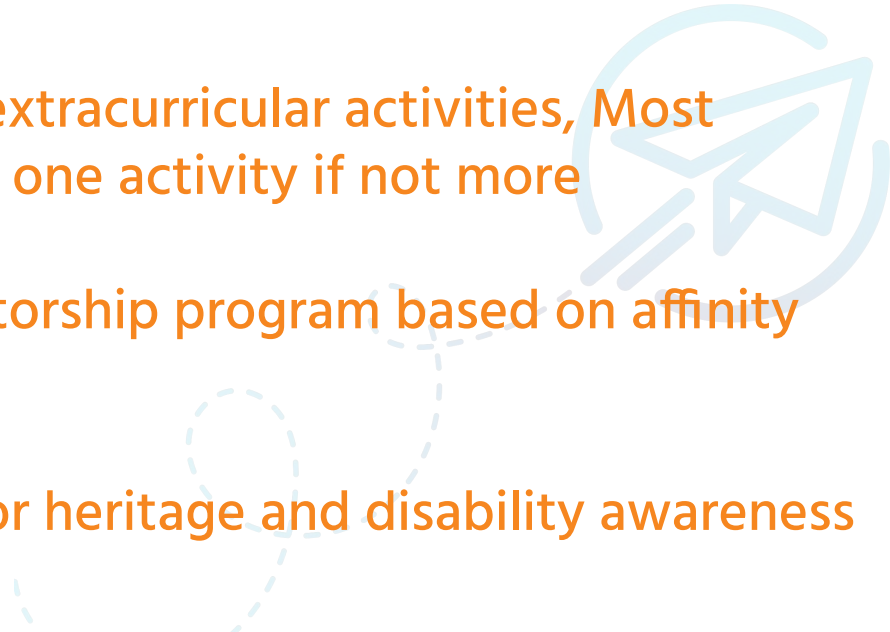 extracurricular activities, Most
one activity if not more
torship program based on affinity
or heritage and disability awareness